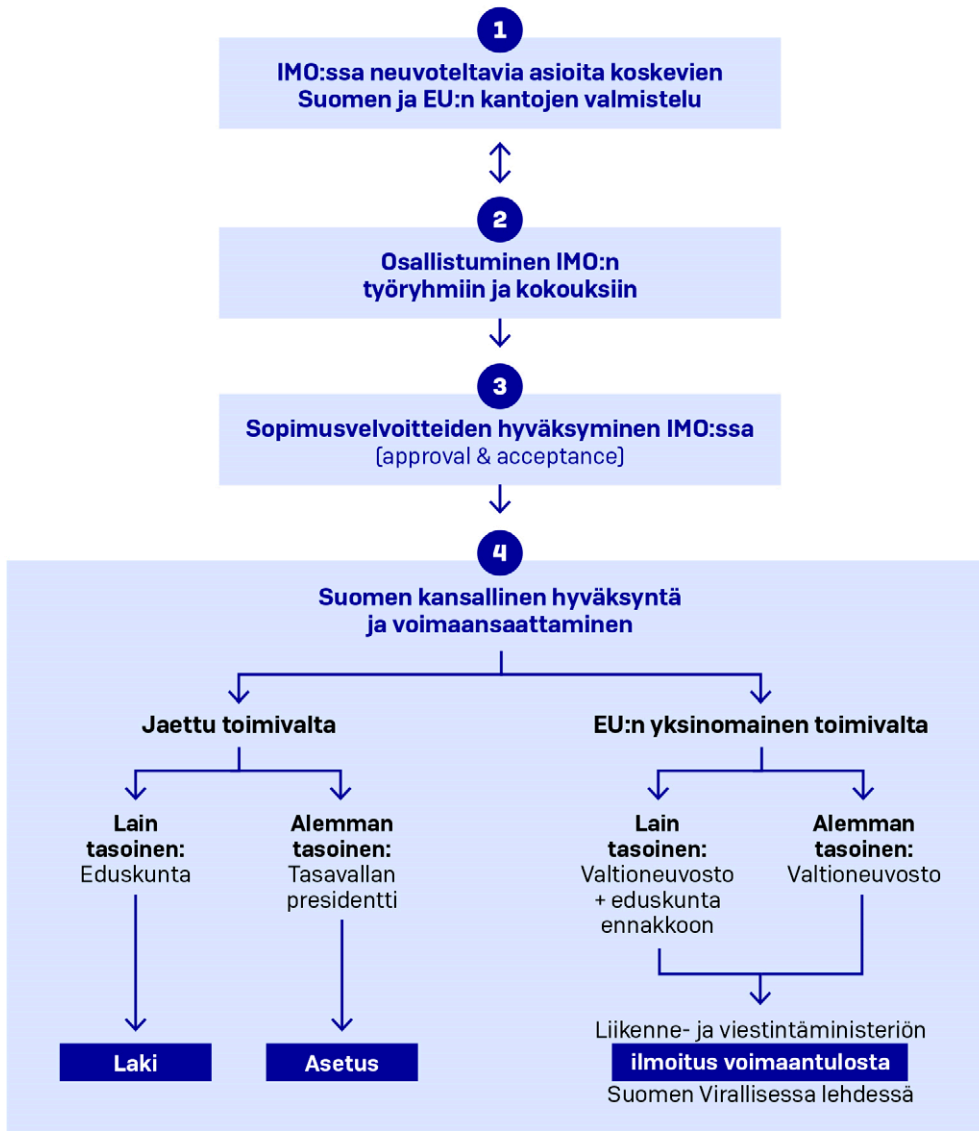 1
IMO:ssa neuvoteltavia asioita koskevien
Suomen ja EU:n kantojen valmistelu
2
Osallistuminen IMO:n
työryhmiin ja kokouksiin
3
Sopimusvelvoitteiden hyväksyminen IMO:ssa
(approval & acceptance)
4
Suomen kansallinen hyväksyntä
ja voimaansaattaminen
Jaettu toimivalta
Lain
tasoinen:
Eduskunta
Laki
Alemman
tasoinen:
Tasavallan
presidentti
Asetus
EU:n yksinomainen toimivalta
Lain
tasoinen:
Valtioneuvosto
+ eduskunta
ennakkoon
Alemman
tasoinen:
Valtioneuvosto
Liikenne- ja viestintäministeriön
ilmoitus voimaantulosta
Suomen Virallisessa lehdessä